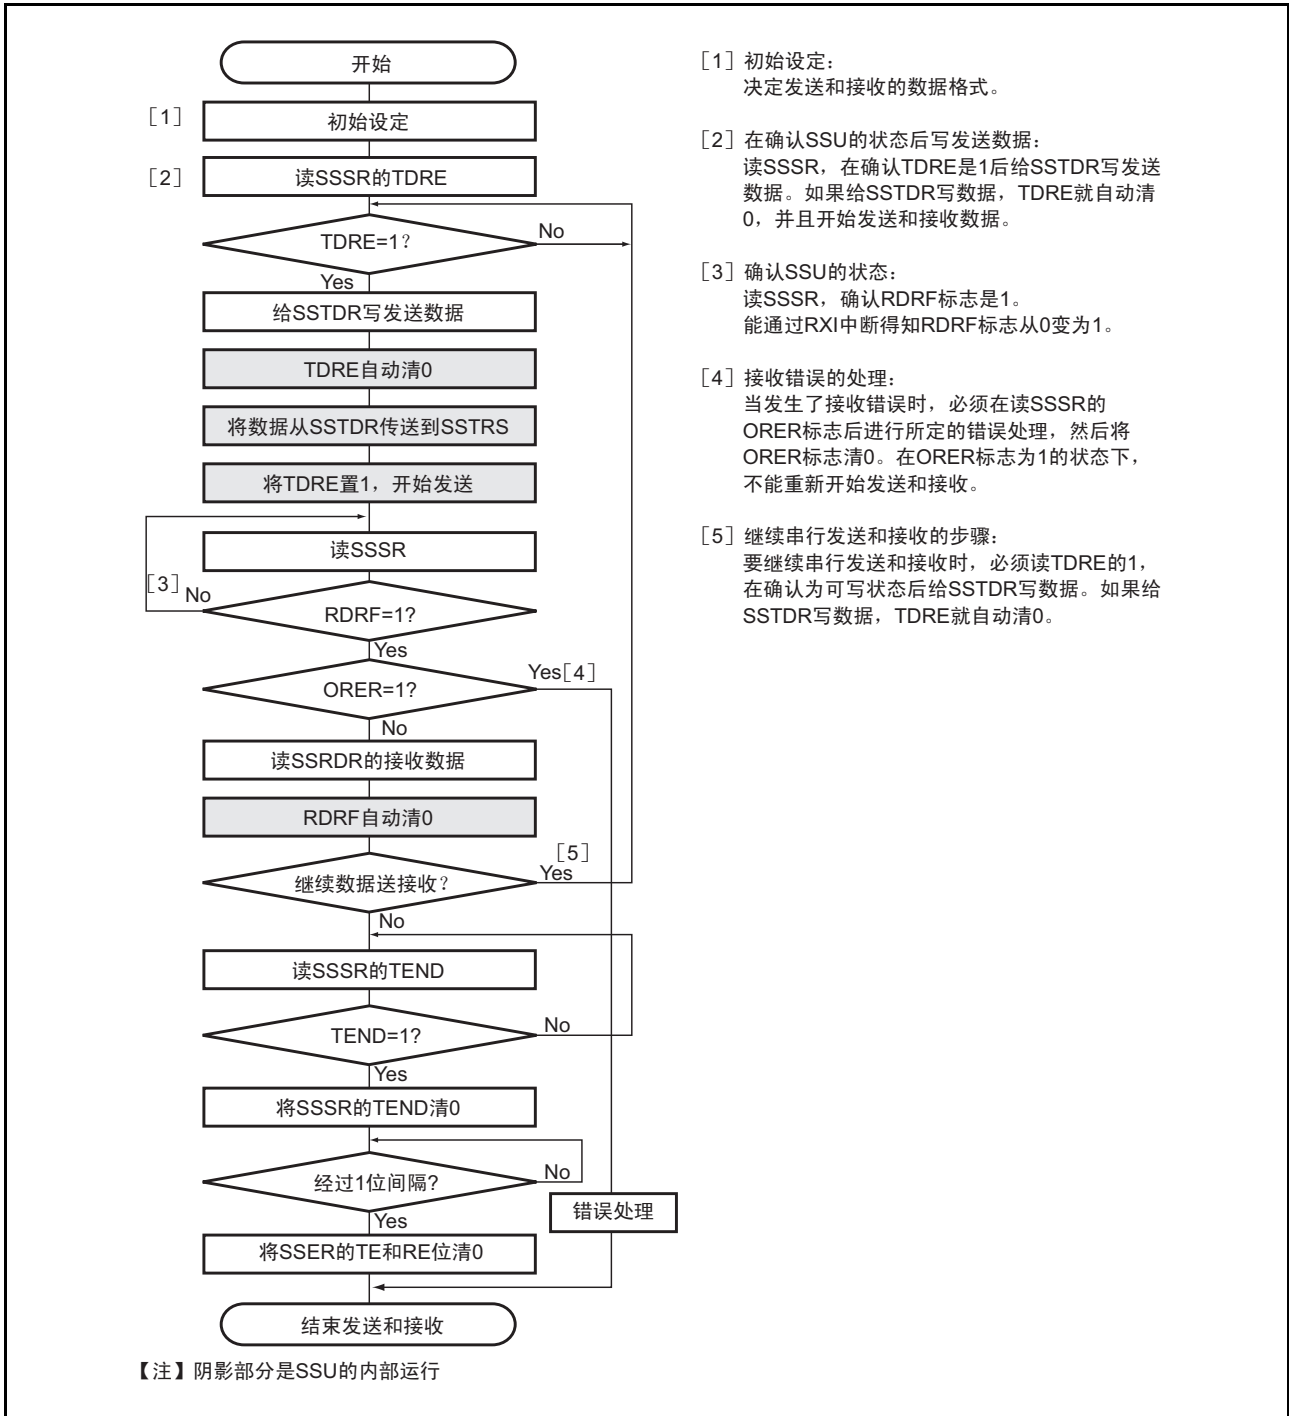 开始
[1]
初始设定
[2]
读SSSR的TDRE
TDRE=1？
No
Yes
给SSTDR写发送数据
TDRE自动清0
将数据从SSTDR传送到SSTRS
将TDRE置1，开始发送
读SSSR
[3]
No
RDRF=1?
Yes
ORER=1?
Yes[4]
No
读SSRDR的接收数据
RDRF自动清0
继续数据送接收？
[5]
Yes
No
读SSSR的TEND
TEND=1?
No
Yes
将SSSR的TEND清0
经过1位间隔?
No
Yes
错误处理
将SSER的TE和RE位清0
结束发送和接收
【注】阴影部分是SSU的内部运行
[1] 初始设定：
决定发送和接收的数据格式。
[2] 在确认SSU的状态后写发送数据：
读SSSR，在确认TDRE是1后给SSTDR写发送
数据。如果给SSTDR写数据，TDRE就自动清
0，并且开始发送和接收数据。
[3] 确认SSU的状态：
读SSSR，确认RDRF标志是1。
能通过RXI中断得知RDRF标志从0变为1。
[4] 接收错误的处理：
当发生了接收错误时，必须在读SSSR的
ORER标志后进行所定的错误处理，然后将
ORER标志清0。在ORER标志为1的状态下，
不能重新开始发送和接收。
[5] 继续串行发送和接收的步骤：
要继续串行发送和接收时，必须读TDRE的1，
在确认为可写状态后给SSTDR写数据。如果给
SSTDR写数据，TDRE就自动清0。